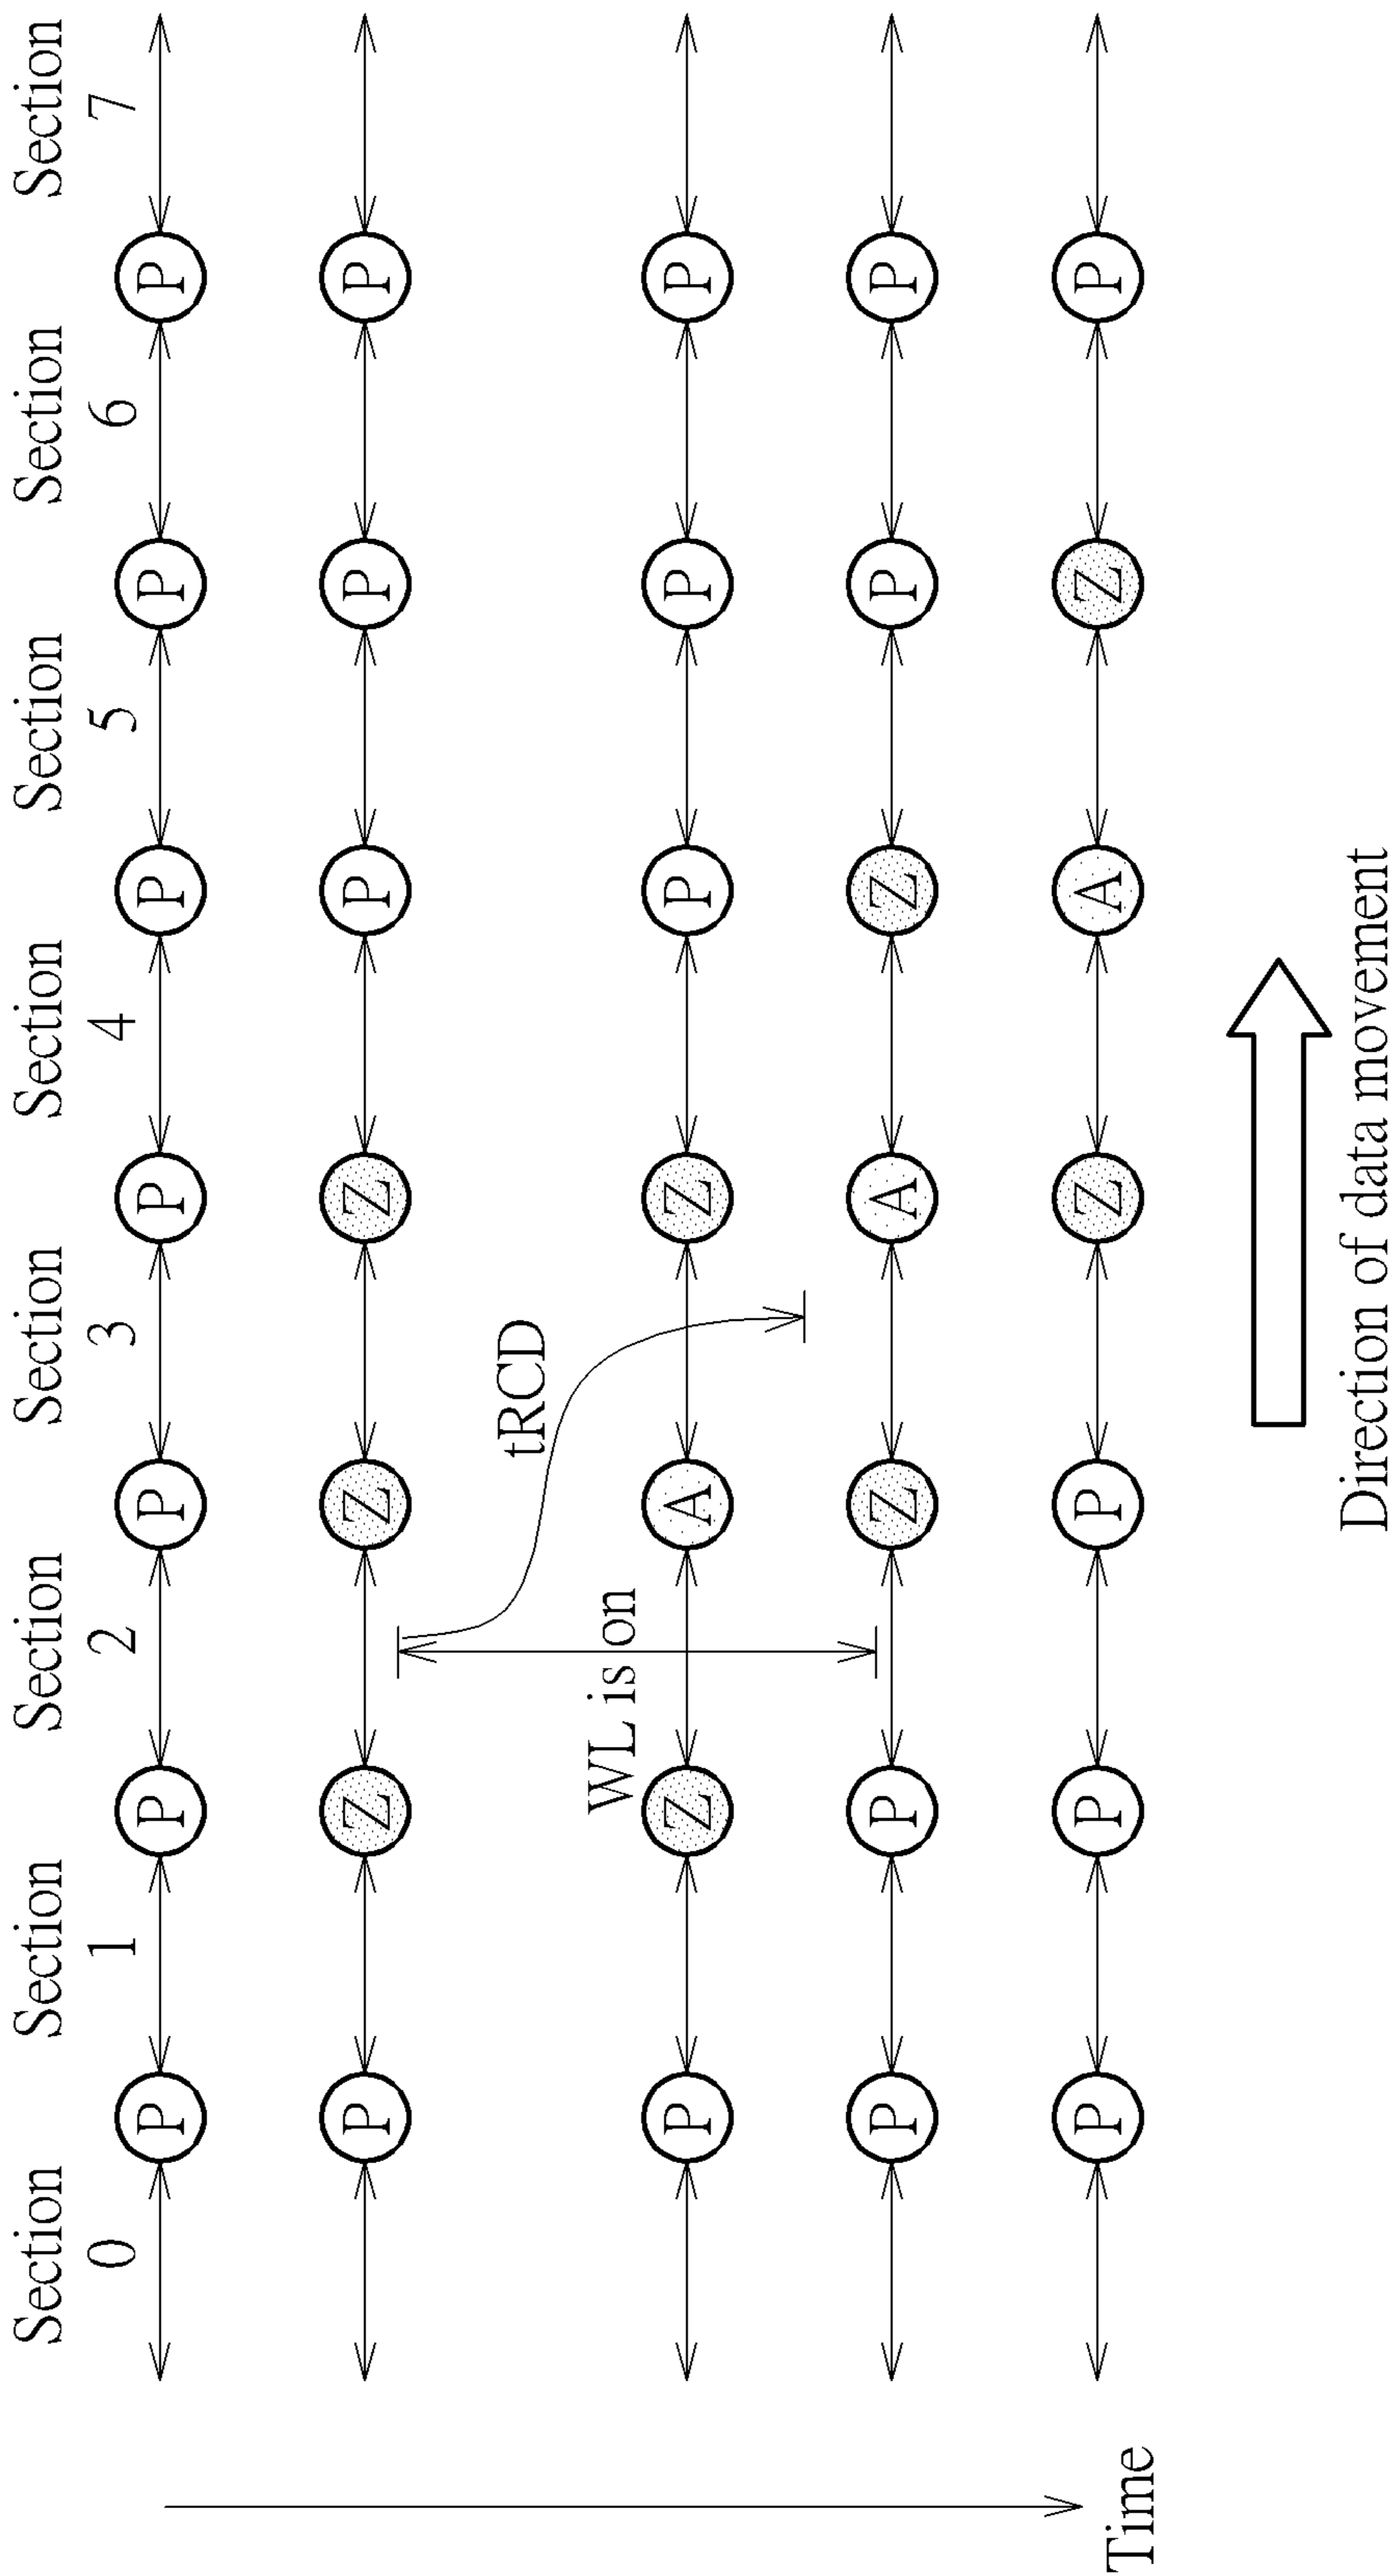 Section Section Section Section Section Section Section Section
0 1 2 3 4 5 6 7
P P P P P P P
P Z Z Z P P P
tRCD
WL is on
P Z A Z P P P
P P Z A Z P P
P P P Z A Z P
Time
Direction of data movement